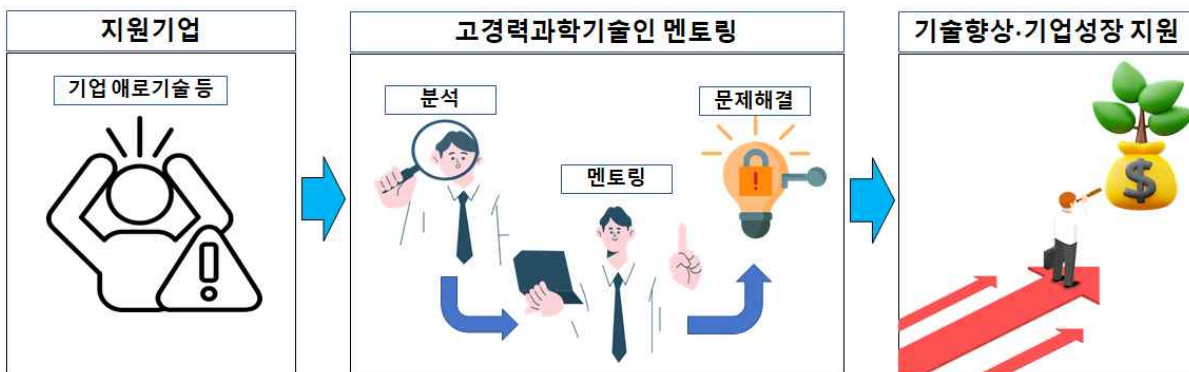 지원기업
고경력과학기술인 멘토링
기술향상·기업성장 지원
기업 애로기술 등
분석
멘토링
문제해결